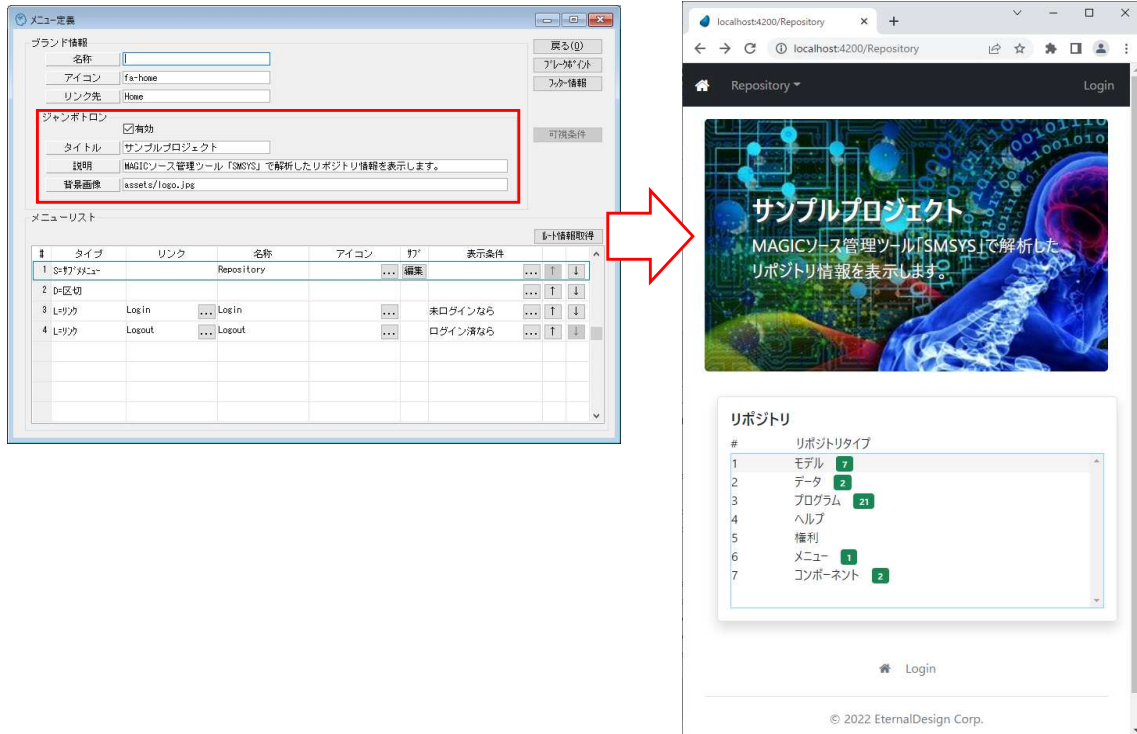 メニュー定義
ブランド情報
名称
アイコン fa-home
リンク先 Home
戻る(Q)
ブレークポイント
フッター情報
可視条件
ジャンボトロン
有効
タイトル サンプルプロジェクト
説明 MAGICソース管理ツール「SMSYS」で解析したリポジトリ情報を表示します。
背景画像 assets/logo.jpg
メニューリスト
ルート情報取得
# タイプ リンク 名称 アイコン サブ 表示条件
1 S=サブメニュー Repository ... 編集 ... ↑ ↓
2 D=区切 ... ↑ ↓
3 L=リンク Login ... Login ... 未ログインなら ... ↑ ↓
4 L=リンク Logout ... Logout ... ログイン済なら ... ↑ ↓
localhost:4200/Repository
localhost:4200/Repository
Repository Login
サンプルプロジェクト
MAGICソース管理ツール「SMSYS」で解析した
リポジトリ情報を表示します。
リポジトリ
# リポジトリタイプ
1 モデル 7
2 データ 2
3 プログラム 21
4 ヘルプ
5 権利
6 メニュー 1
7 コンポーネント 2
Login
© 2022 EternalDesign Corp.